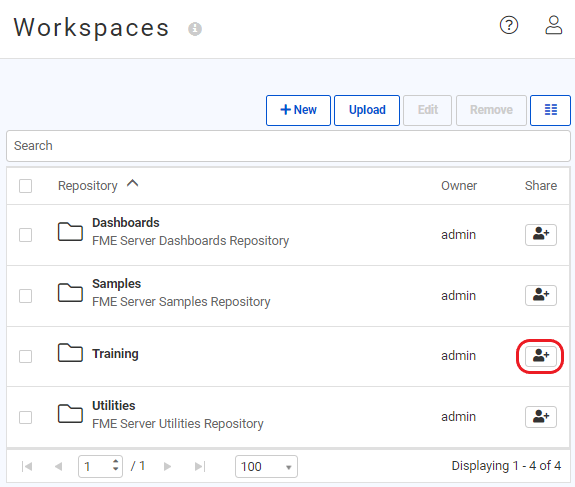 Workspaces
+ New Upload Edit Remove
Search
Repository Owner Share
Dashboards
FME Server Dashboards Repository
admin
Samples
FME Server Samples Repository
admin
Training
admin
Utilities
FME Server Utilities Repository
admin
1 / 1 100 Displaying 1 - 4 of 4